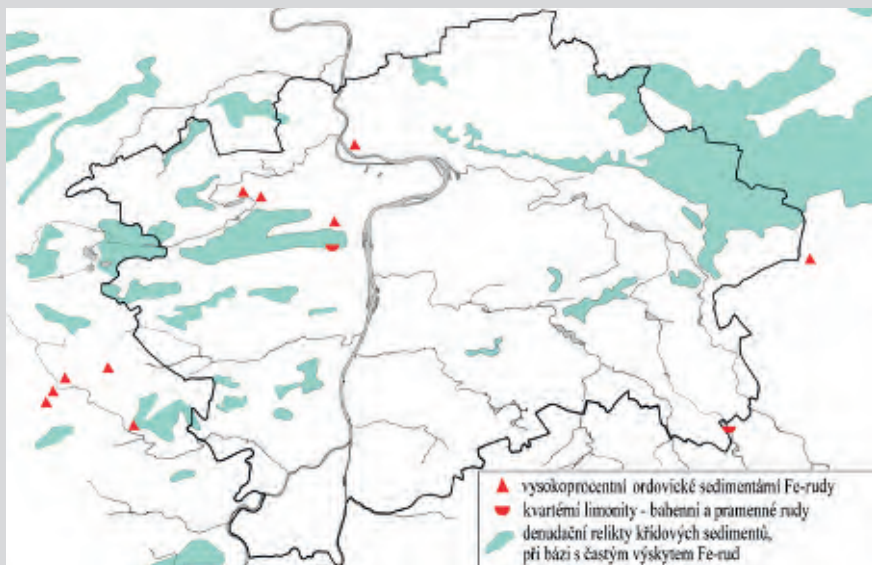 vysokoprocentní ordovické sedimentární Fe-rudy
kvartérní limonity - bahenní a pramenné rudy
denudační relikty křídových sedimentů,
při bázi s častým výskytem Fe-rud